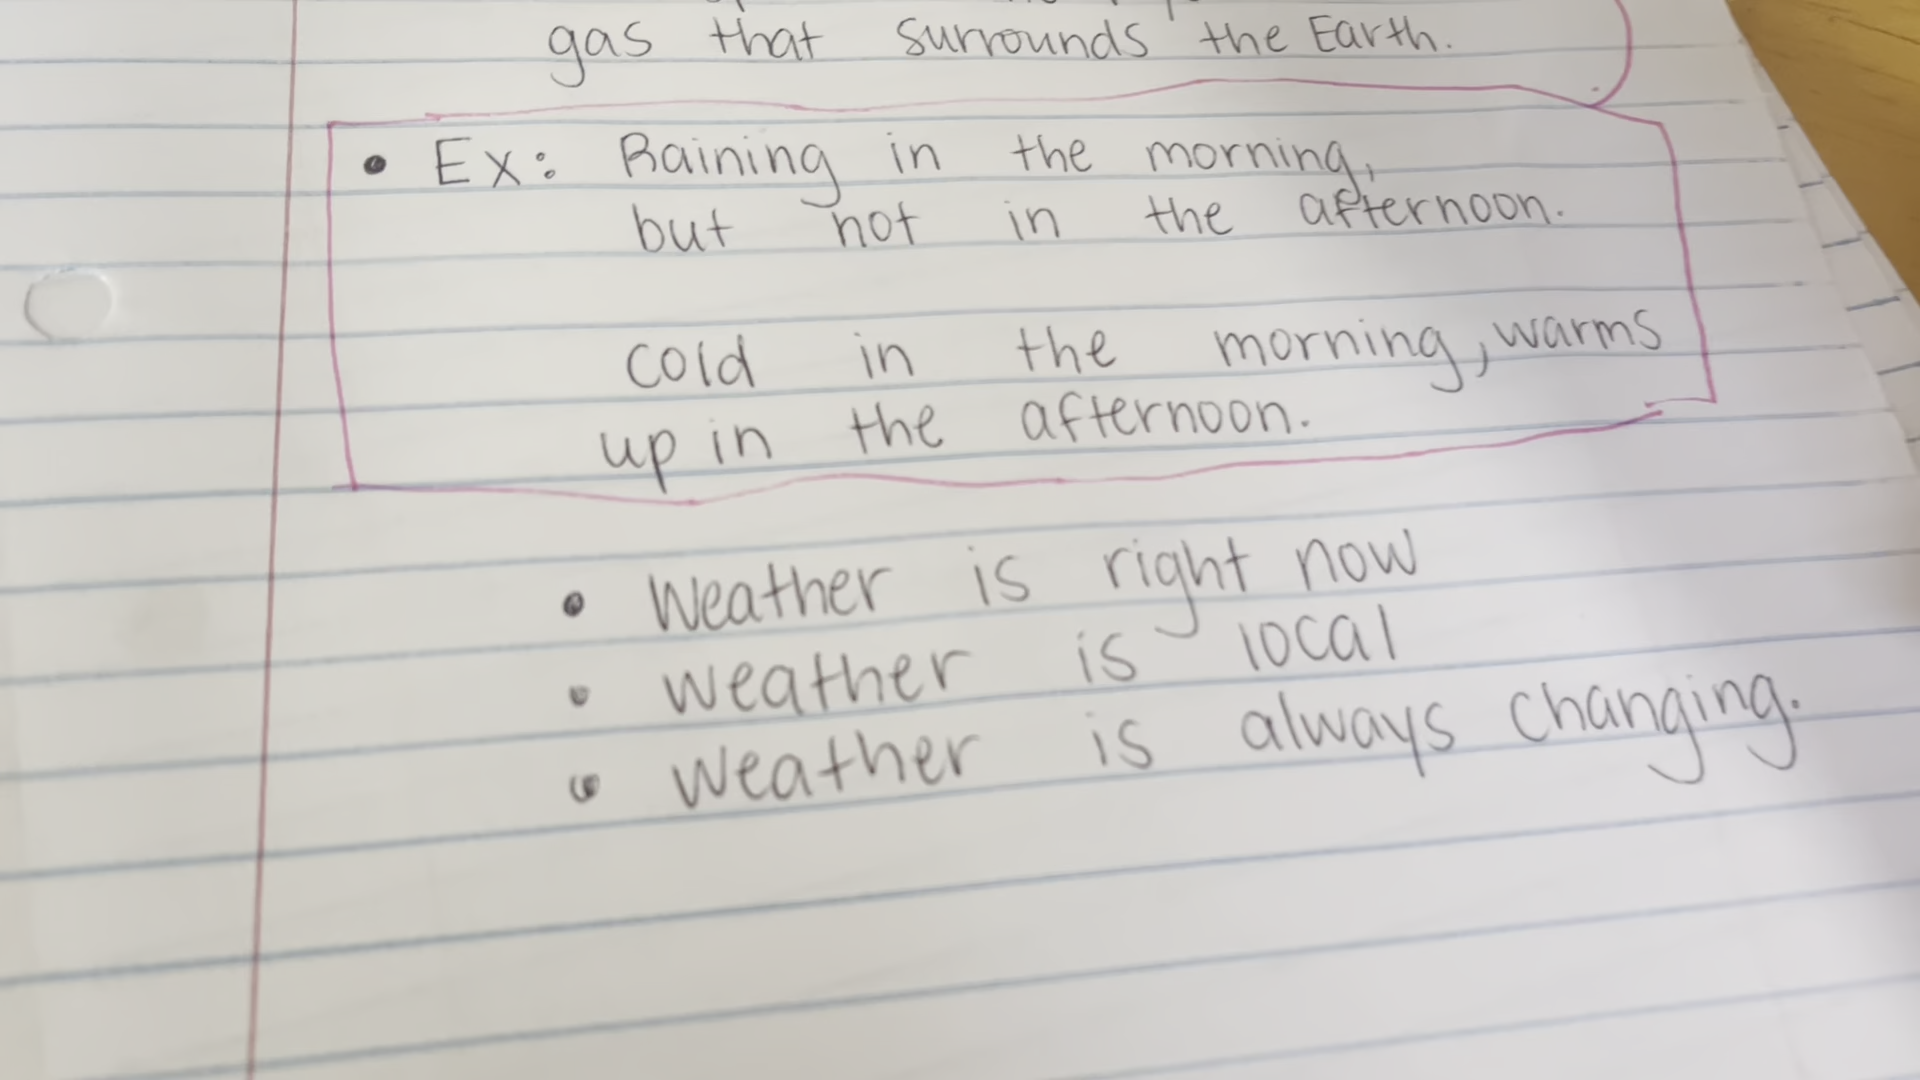 gas that surrounds the Earth.
• Ex: Raining in the morning,
but not in the afternoon.
cold in the morning, warms
up in the afternoon.
• Weather is right now
• weather is local
• weather is always changing.